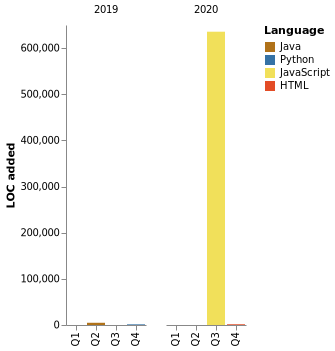 2019 2020
Language
Java
Python
JavaScript
HTML
LOC added
600,000
500,000
400,000
300,000
200,000
100,000
0
Q1 Q2 Q3 Q4 Q1 Q2 Q3 Q4